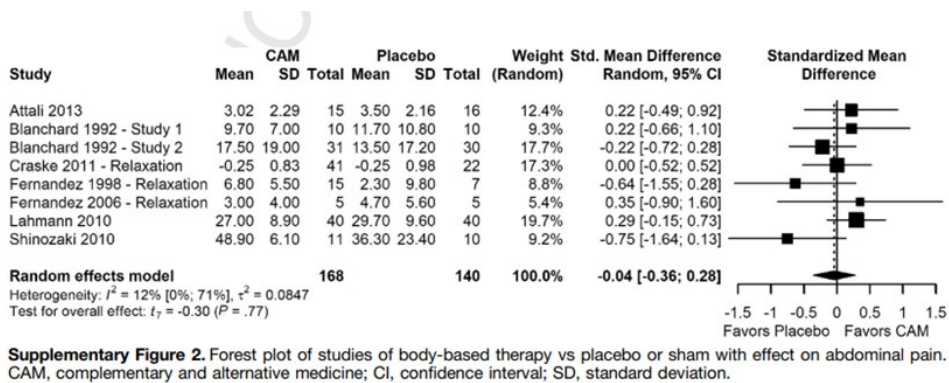 CAM Placebo Weight Std. Mean Difference Standardized Mean
Study Mean SD Total Mean SD Total (Random) Random, 95% CI Difference
Attali 2013 3.02 2.29 15 3.50 2.16 16 12.4% 0.22 [-0.49; 0.92]
Blanchard 1992 - Study 1 9.70 7.00 10 11.70 10.80 10 9.3% 0.22 [-0.66; 1.10]
Blanchard 1992 - Study 2 17.50 19.00 31 13.50 17.20 30 17.7% -0.22 [-0.72; 0.28]
Craske 2011 - Relaxation -0.25 0.83 41 -0.25 0.98 22 17.3% 0.00 [-0.52; 0.52]
Fernandez 1998 - Relaxation 6.80 5.50 15 2.30 9.80 7 8.8% -0.64 [-1.55; 0.28]
Fernandez 2006 - Relaxation 3.00 4.00 5 4.70 5.60 5 5.4% 0.35 [-0.90; 1.60]
Lahmann 2010 27.00 8.90 40 29.70 9.60 40 19.7% 0.29 [-0.15; 0.73]
Shinozaki 2010 48.90 6.10 11 36.30 23.40 10 9.2% -0.75 [-1.64; 0.13]
Random effects model 168 140 100.0% -0.04 [-0.36; 0.28]
Heterogeneity: I² = 12% [0%; 71%], τ² = 0.0847
Test for overall effect: t₇ = -0.30 (P = .77)
-1.5 -1 -0.5 0 0.5 1 1.5
Favors Placebo Favors CAM
Supplementary Figure 2. Forest plot of studies of body-based therapy vs placebo or sham with effect on abdominal pain.
CAM, complementary and alternative medicine; CI, confidence interval; SD, standard deviation.